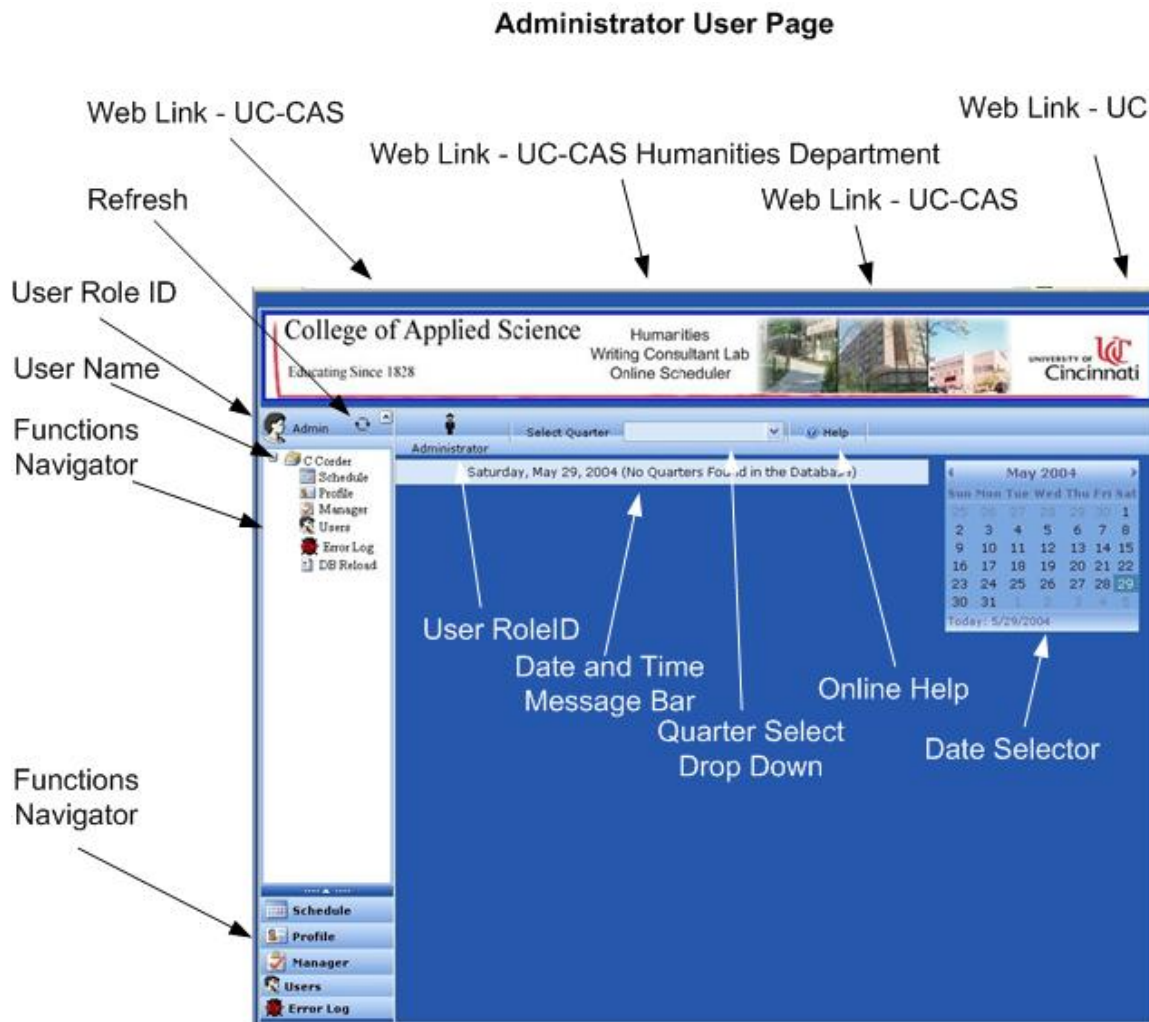 Administrator User Page
Web Link - UC-CAS
Web Link - UC
Web Link - UC-CAS Humanities Department
Refresh
Web Link - UC-CAS
User Role ID
User Name
Functions
Navigator
College of Applied Science
Educating Since 1828
Humanities
Writing Consultant Lab
Online Scheduler
UNIVERSITY OF
Cincinnati
Admin
Administrator
Select Quarter
Help
C Corder
Schedule
Profile
Manager
Users
Error Log
DB Reload
Saturday, May 29, 2004 (No Quarters Found in the Database)
May 2004
Sun Mon Tue Wed Thu Fri Sat
25 26 27 28 29 30 1
2 3 4 5 6 7 8
9 10 11 12 13 14 15
16 17 18 19 20 21 22
23 24 25 26 27 28 29
30 31 1 2 3 4 5
Today: 5/29/2004
User RoleID
Date and Time
Message Bar
Quarter Select
Drop Down
Online Help
Date Selector
Functions
Navigator
Schedule
Profile
Manager
Users
Error Log